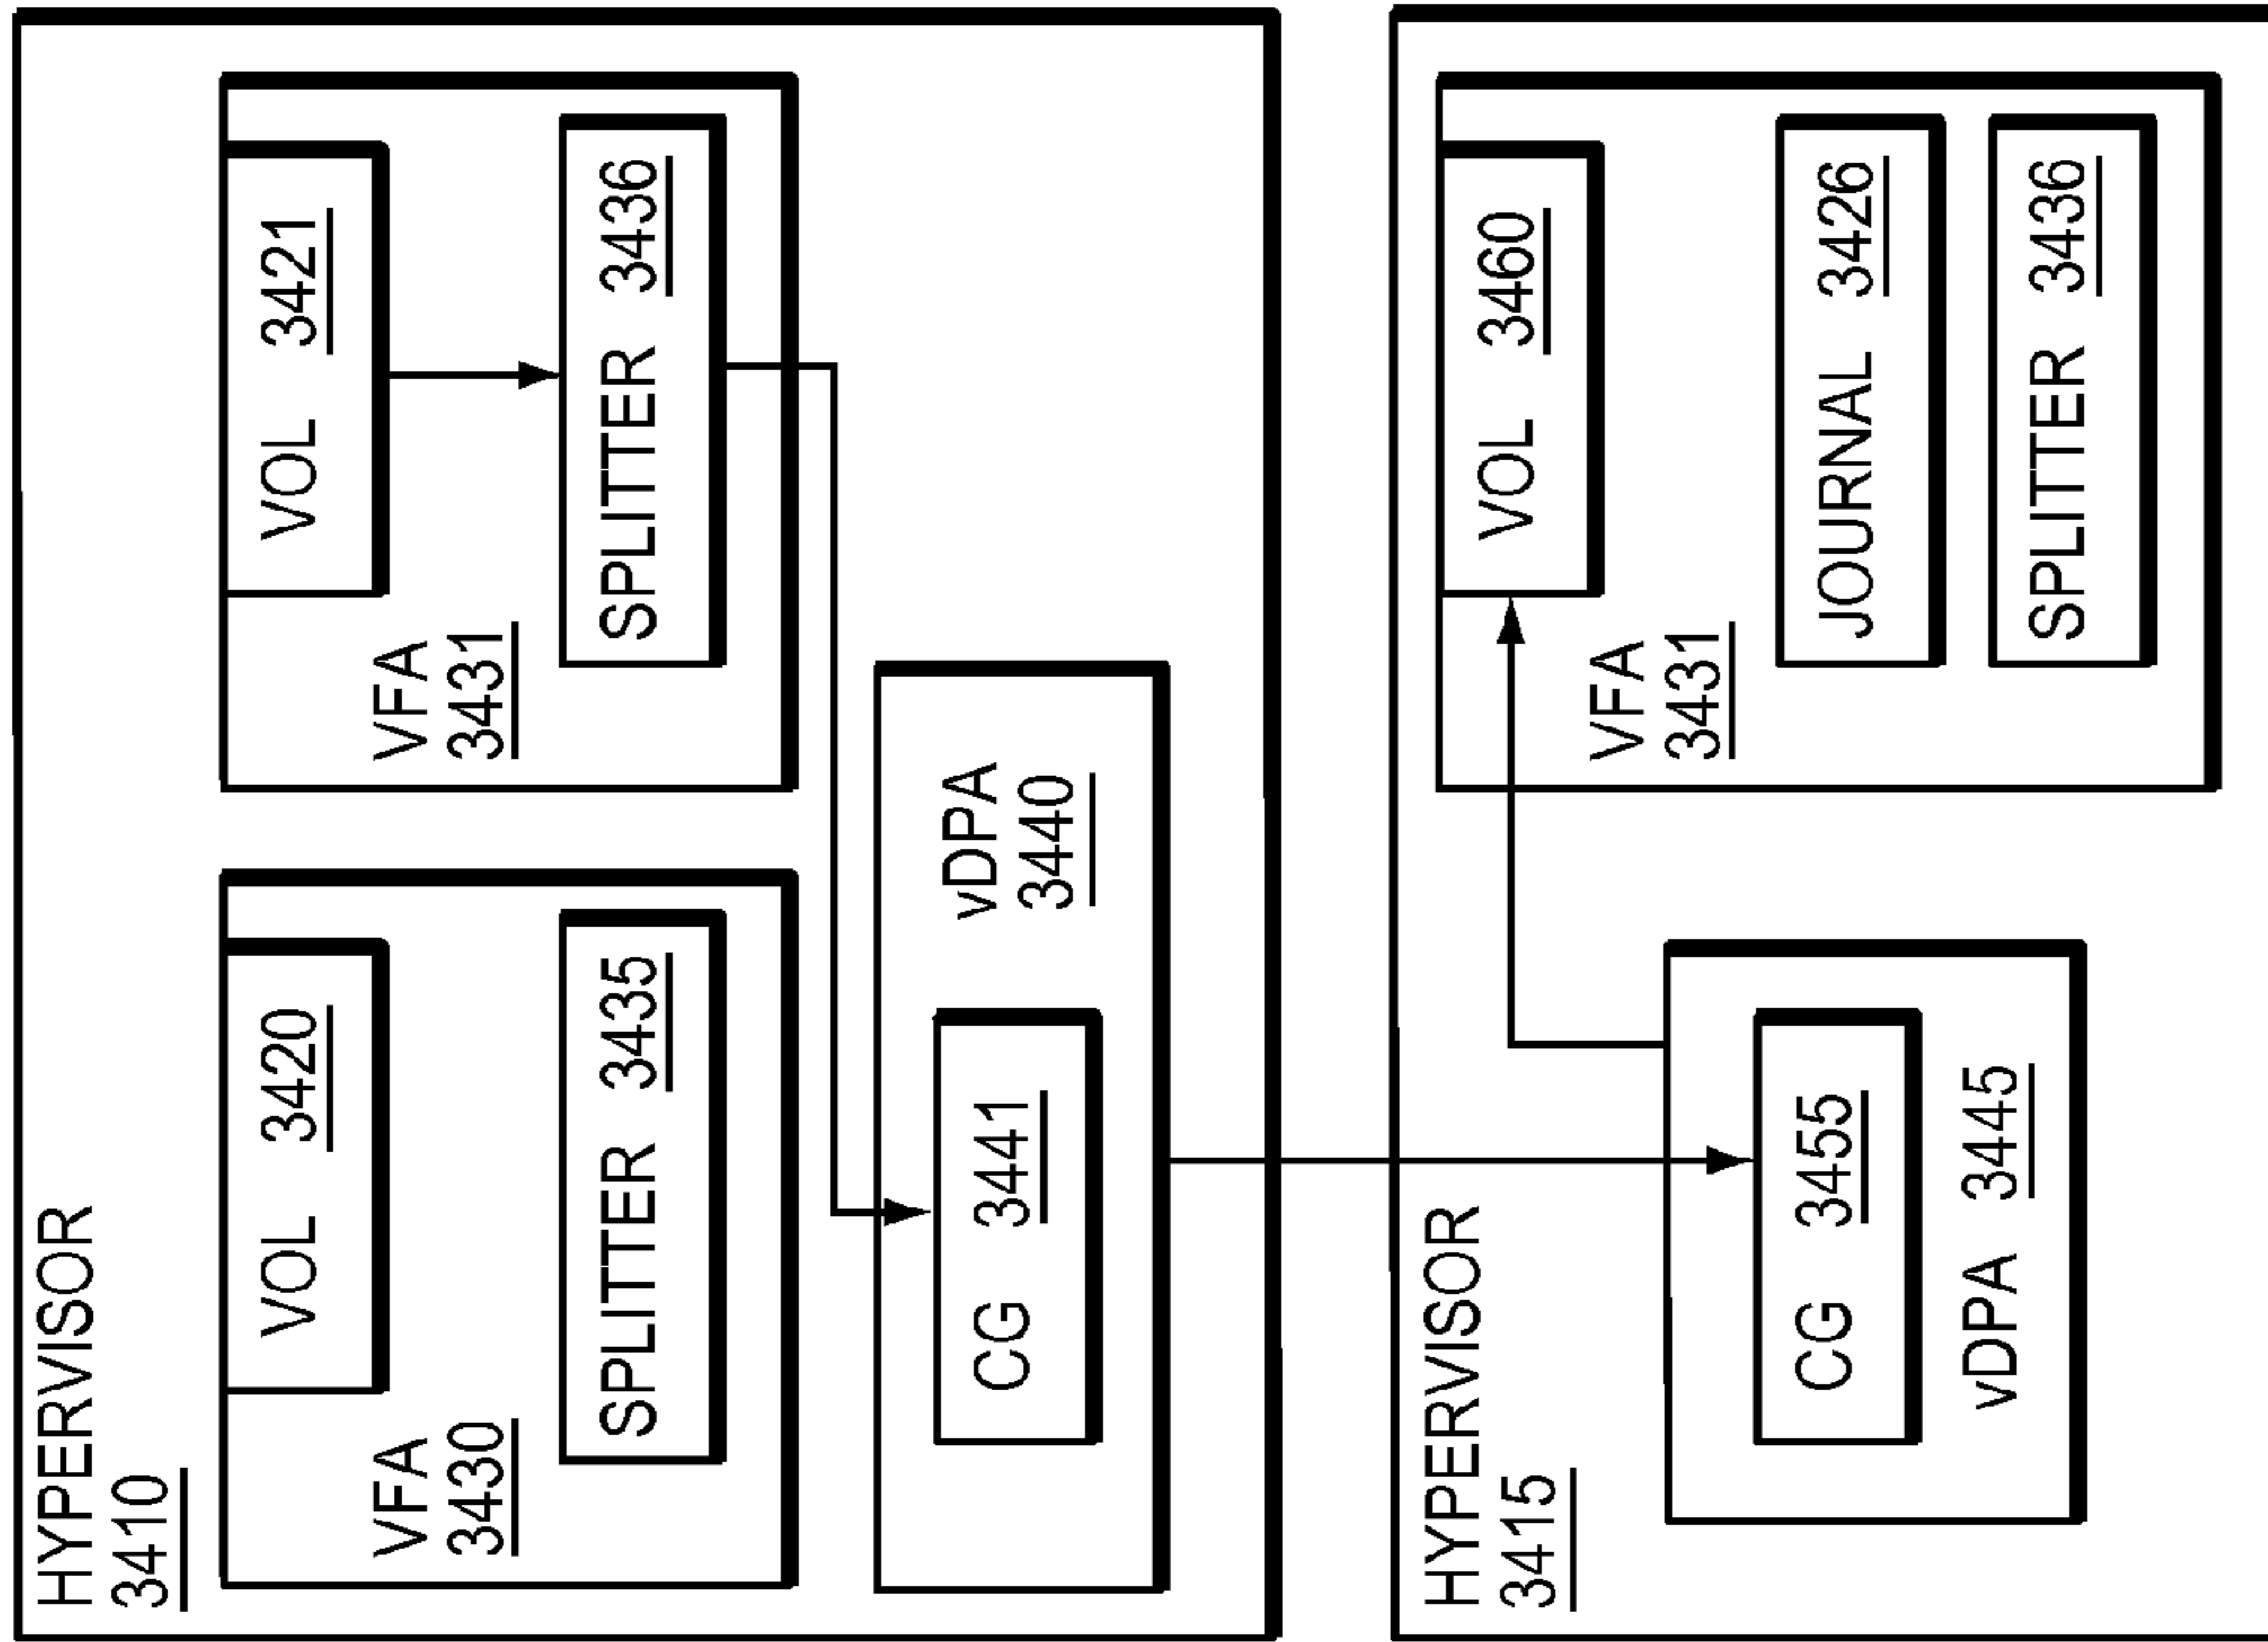 HYPERVISOR
3410
VOL 3420
VFA
3430
SPLITTER 3435
VOL 3421
VFA
3431
SPLITTER 3436
CG 3441
vDPA
3440
HYPERVISOR
3415
CG 3455
vDPA 3445
VOL 3460
VFA
3431
JOURNAL 3426
SPLITTER 3436